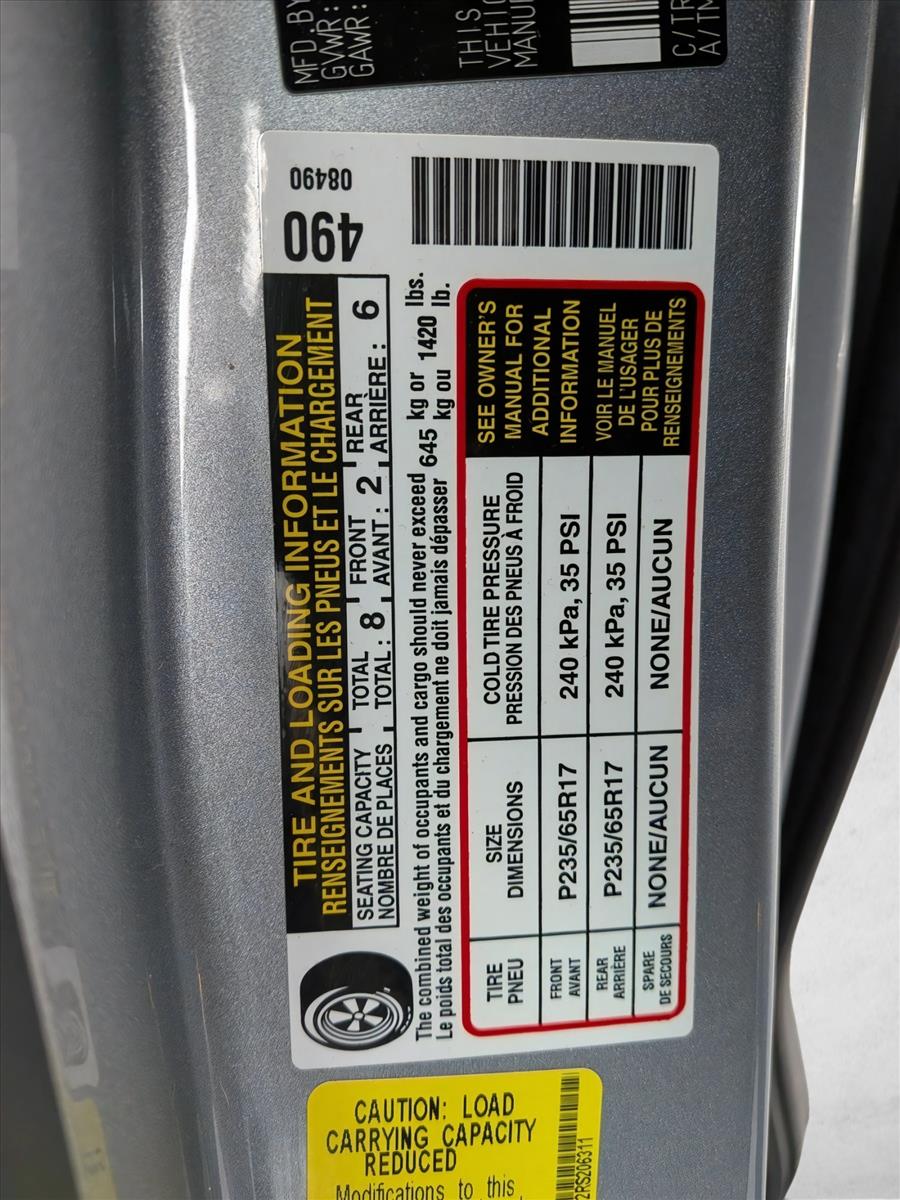 MFD.BY
GVWR:
GAWR:
THIS
VEHIC
MANU
C/TR
A/TM
490
08490
TIRE AND LOADING INFORMATION
RENSEIGNEMENTS SUR LES PNEUS ET LE CHARGEMENT
SEATING CAPACITY TOTAL FRONT REAR
NOMBRE DE PLACES TOTAL : 8 AVANT : 2 ARRIÈRE : 6
The combined weight of occupants and cargo should never exceed 645 kg or 1420 lbs.
Le poids total des occupants et du chargement ne doit jamais dépasser kg ou lb.
TIRE SIZE COLD TIRE PRESSURE
PNEU DIMENSIONS PRESSION DES PNEUS À FROID
FRONT P235/65R17 240 kPa, 35 PSI
AVANT
REAR P235/65R17 240 kPa, 35 PSI
ARRIÈRE
SPARE NONE/AUCUN NONE/AUCUN
DE SECOURS
SEE OWNER'S
MANUAL FOR
ADDITIONAL
INFORMATION
VOIR LE MANUEL
DE L'USAGER
POUR PLUS DE
RENSEIGNEMENTS
CAUTION: LOAD
CARRYING CAPACITY
REDUCED
Modifications to this
2RS206311